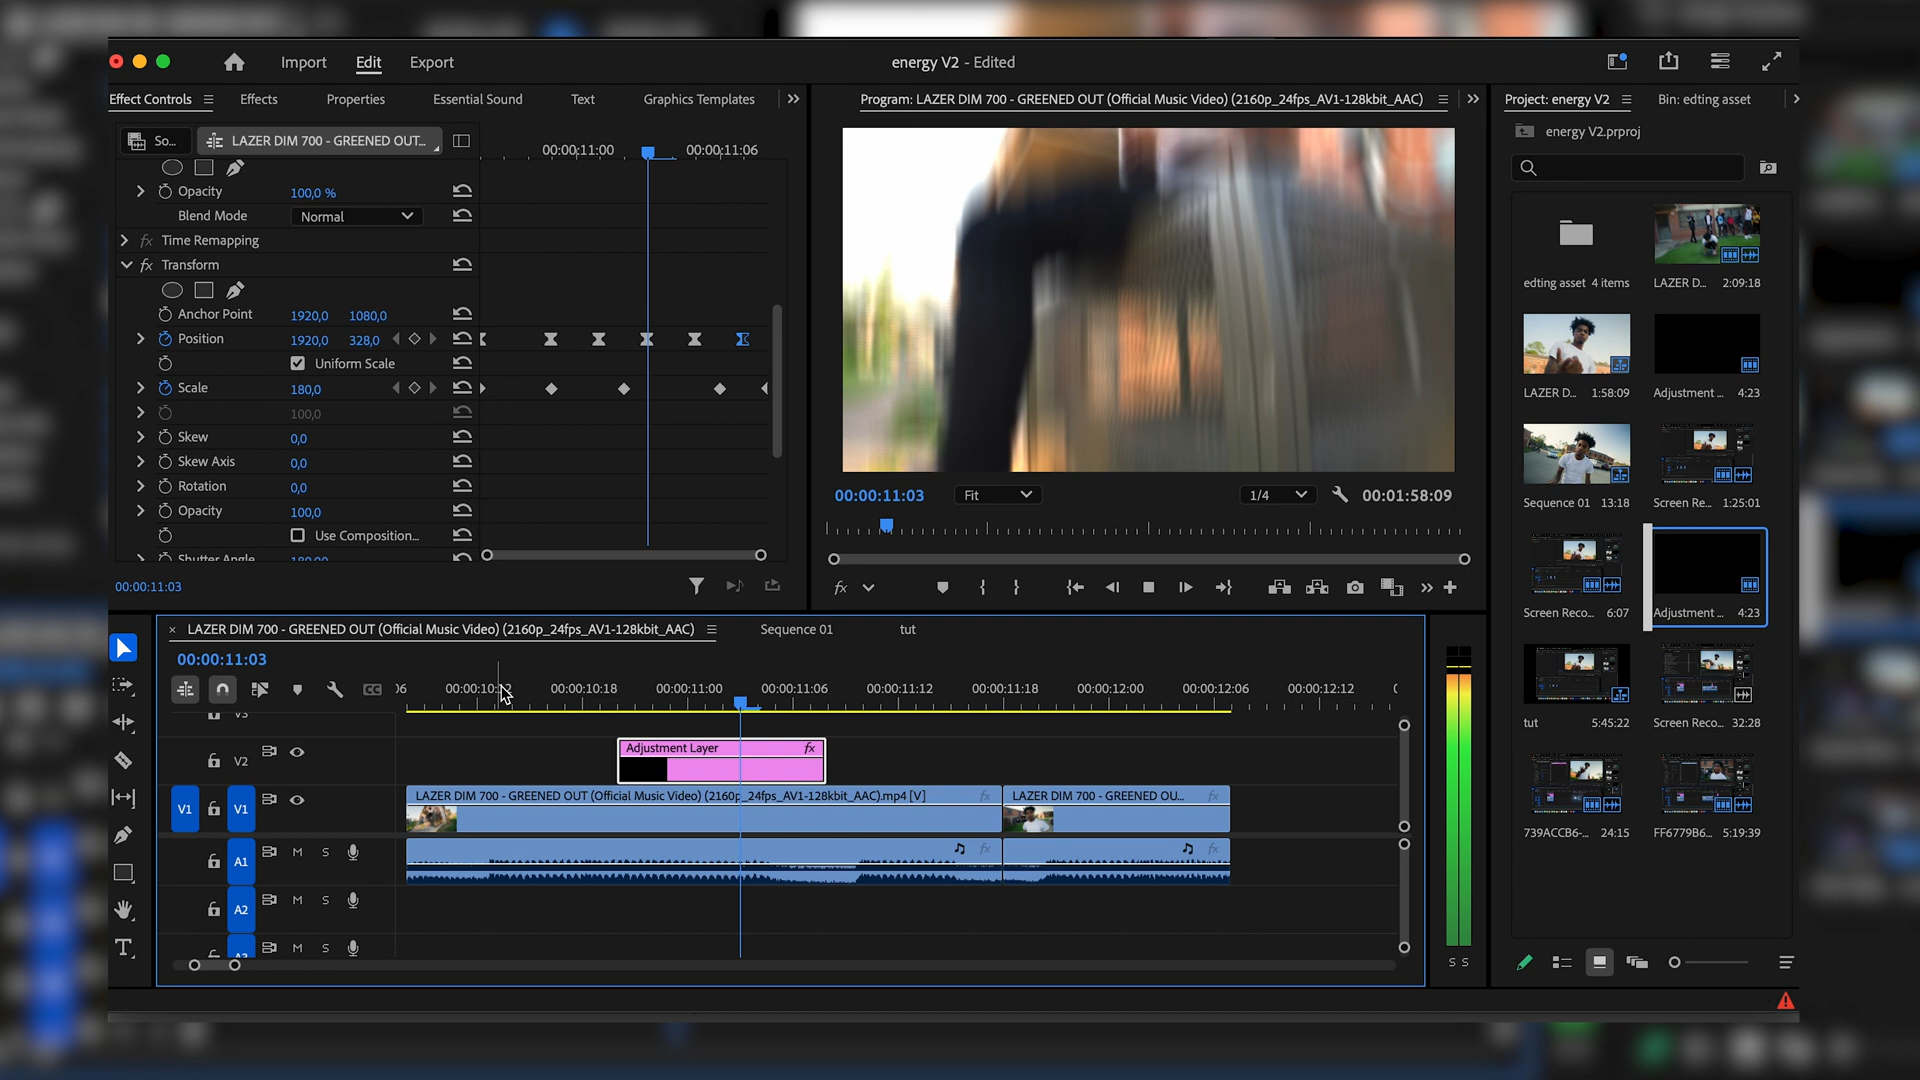 Import Edit Export
energy V2 - Edited
Effect Controls Effects Properties Essential Sound Text Graphics Templates
So... LAZER DIM 700 - GREENED OUT...
00:00:11:00 00:00:11:06
Opacity 100,0 %
Blend Mode Normal
fx Time Remapping
fx Transform
Anchor Point 1920,0 1080,0
Position 1920,0 328,0
Uniform Scale
Scale 180,0
100,0
Skew 0,0
Skew Axis 0,0
Rotation 0,0
Opacity 100,0
Use Composition...
Shutter Angle 180,00
00:00:11:03
Program: LAZER DIM 700 - GREENED OUT (Official Music Video) (2160p_24fps_AV1-128kbit_AAC)
00:00:11:03 Fit 1/4 00:01:58:09
fx
Project: energy V2 Bin: edting asset
energy V2.prproj
edting asset 4 items LAZER D... 2:09:18
LAZER D... 1:58:09 Adjustment ... 4:23
Sequence 01 13:18 Screen Re... 1:25:01
Screen Reco... 6:07 Adjustment ... 4:23
tut 5:45:22 Screen Reco... 32:28
739ACCB6-... 24:15 FF6779B6... 5:19:39
× LAZER DIM 700 - GREENED OUT (Official Music Video) (2160p_24fps_AV1-128kbit_AAC) Sequence 01 tut
00:00:11:03
CC 06 00:00:10:12 00:00:10:18 00:00:11:00 00:00:11:06 00:00:11:12 00:00:11:18 00:00:12:00 00:00:12:06 00:00:12:12
V3
V2 Adjustment Layer fx
V1 V1 LAZER DIM 700 - GREENED OUT (Official Music Video) (2160p_24fps_AV1-128kbit_AAC).mp4 [V] fx LAZER DIM 700 - GREENED OU... fx
A1 M S fx fx
A2 M S
A3 M S
S S